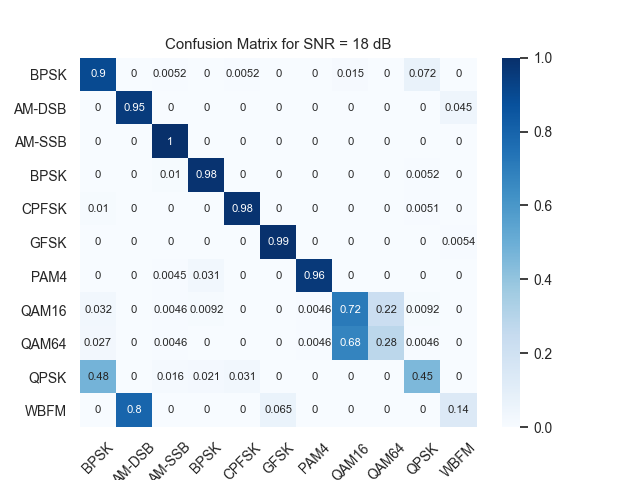 Confusion Matrix for SNR = 18 dB
BPSK 0.9 0 0.0052 0 0.0052 0 0 0.015 0 0.072 0
AM-DSB 0 0.95 0 0 0 0 0 0 0 0 0.045
AM-SSB 0 0 1 0 0 0 0 0 0 0 0
BPSK 0 0 0.01 0.98 0 0 0 0 0 0.0052 0
CPFSK 0.01 0 0 0 0.98 0 0 0 0 0.0051 0
GFSK 0 0 0 0 0 0.99 0 0 0 0 0.0054
PAM4 0 0 0.0045 0.031 0 0 0.96 0 0 0 0
QAM16 0.032 0 0.0046 0.0092 0 0 0.0046 0.72 0.22 0.0092 0
QAM64 0.027 0 0.0046 0 0 0 0.0046 0.68 0.28 0.0046 0
QPSK 0.48 0 0.016 0.021 0.031 0 0 0 0 0.45 0
WBFM 0 0.8 0 0 0 0.065 0 0 0 0 0.14
BPSK AM-DSB AM-SSB BPSK CPFSK GFSK PAM4 QAM16 QAM64 QPSK WBFM
1.0
0.8
0.6
0.4
0.2
0.0